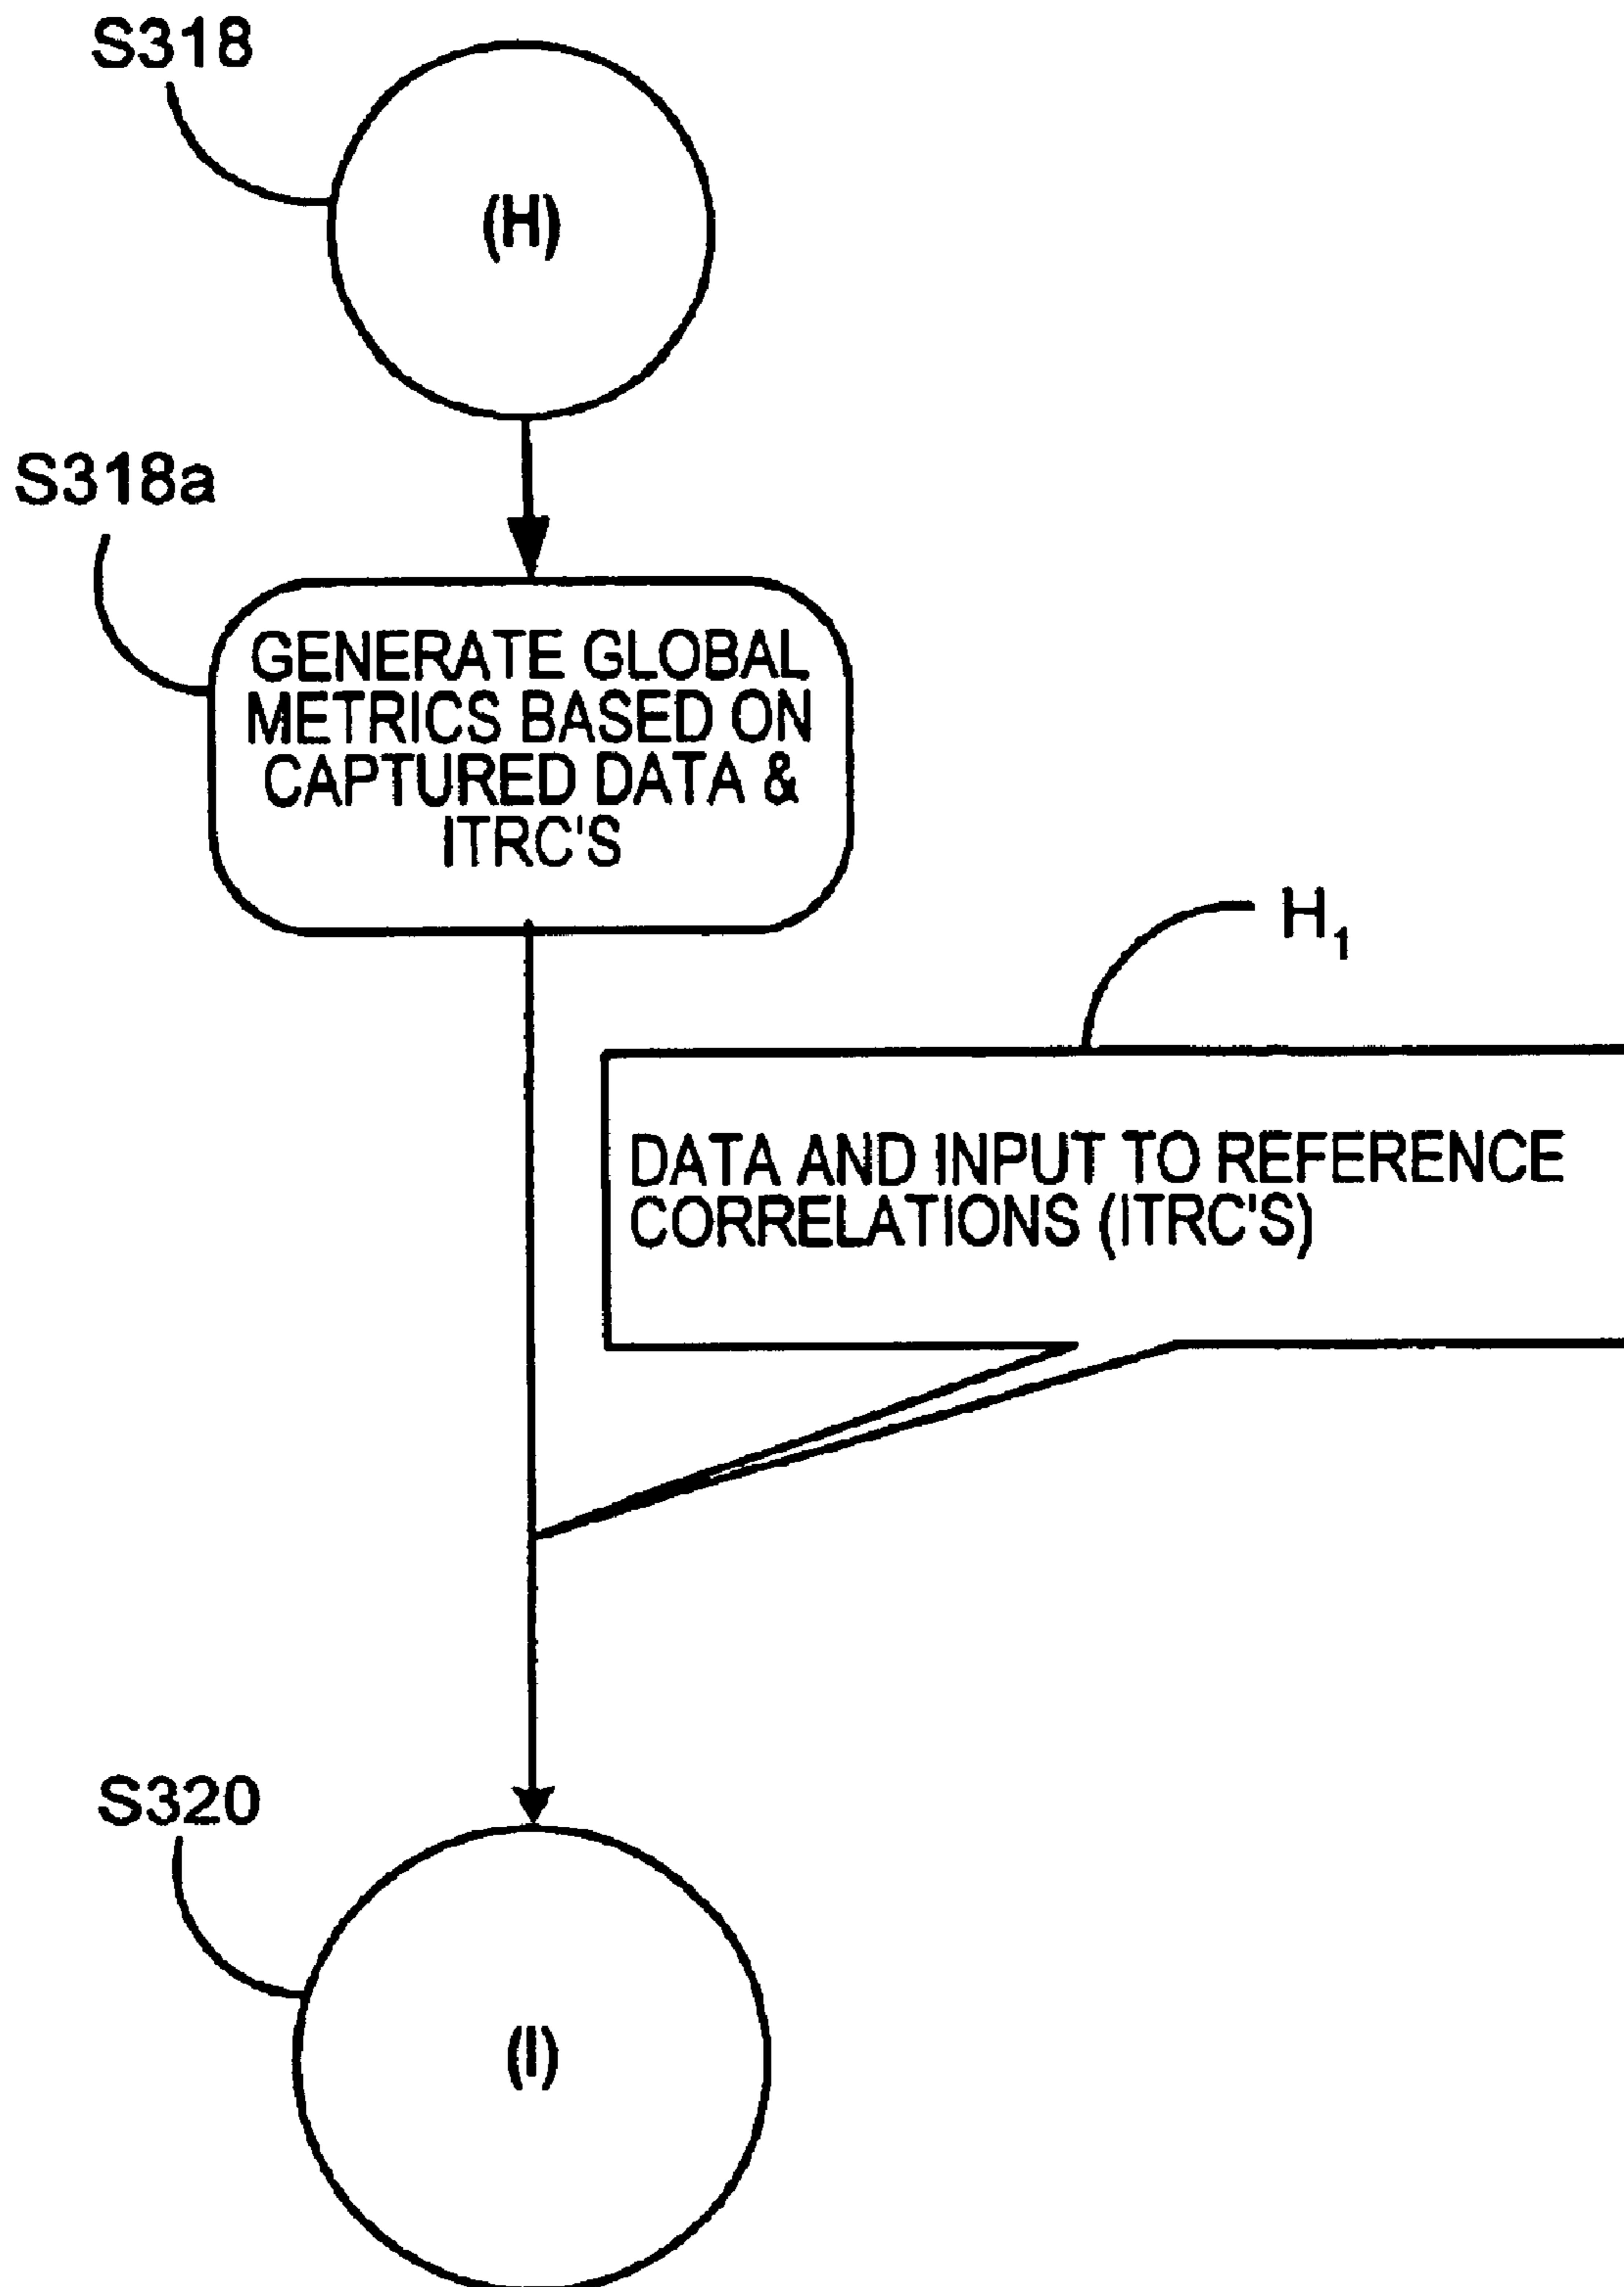 S318
(H)
S318a
GENERATE GLOBAL
METRICS BASED ON
CAPTURED DATA &
ITRC'S
H₁
DATA AND INPUT TO REFERENCE
CORRELATIONS (ITRC'S)
S320
(I)